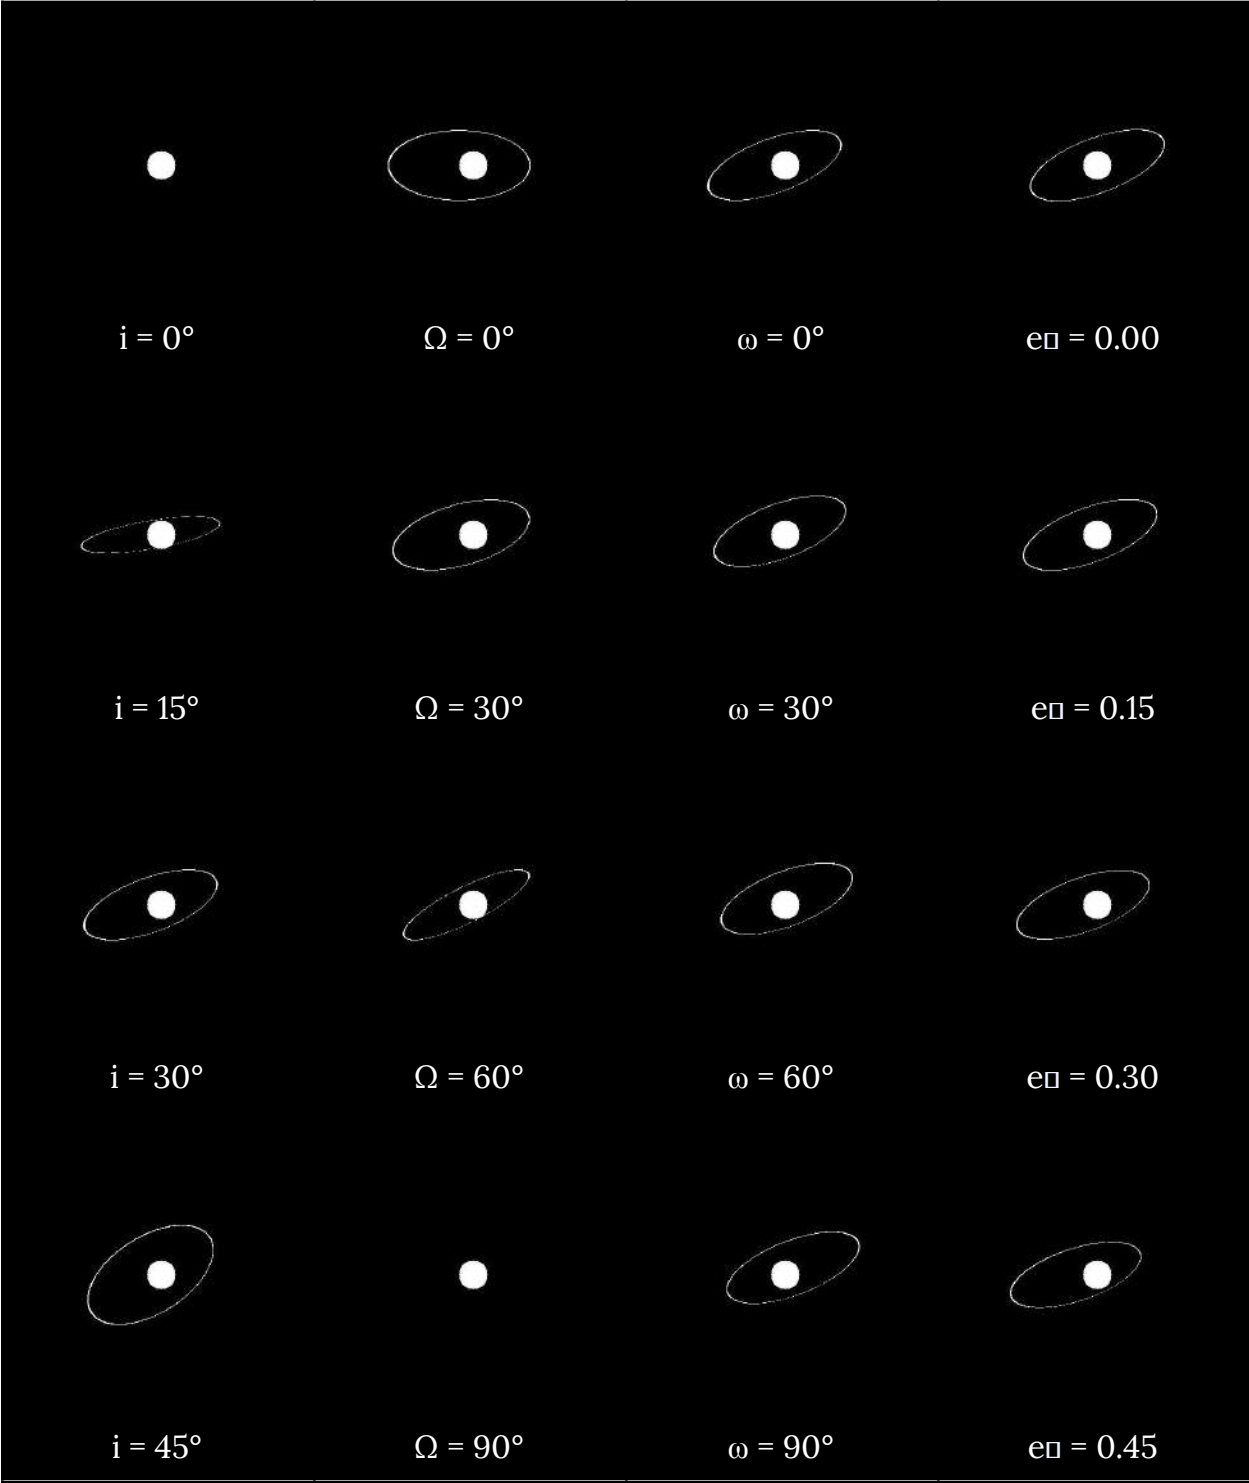 i = 0°
Ω = 0°
ω = 0°
e▯ = 0.00
i = 15°
Ω = 30°
ω = 30°
e▯ = 0.15
i = 30°
Ω = 60°
ω = 60°
e▯ = 0.30
i = 45°
Ω = 90°
ω = 90°
e▯ = 0.45